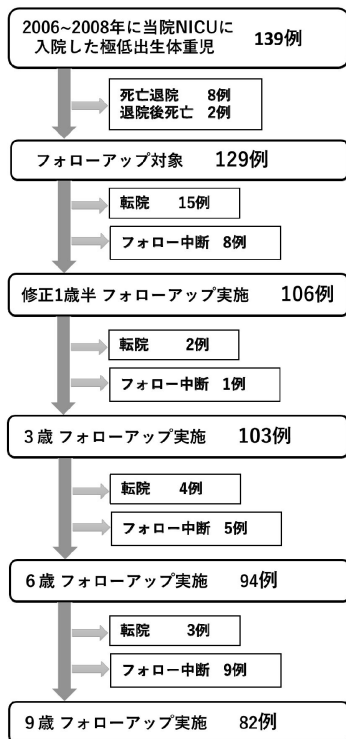 2006~2008年に当院NICUに
入院した極低出生体重児 139例
死亡退院 8例
退院後死亡 2例
フォローアップ対象 129例
転院 15例
フォロー中断 8例
修正1歳半 フォローアップ実施 106例
転院 2例
フォロー中断 1例
3歳 フォローアップ実施 103例
転院 4例
フォロー中断 5例
6歳 フォローアップ実施 94例
転院 3例
フォロー中断 9例
9歳 フォローアップ実施 82例